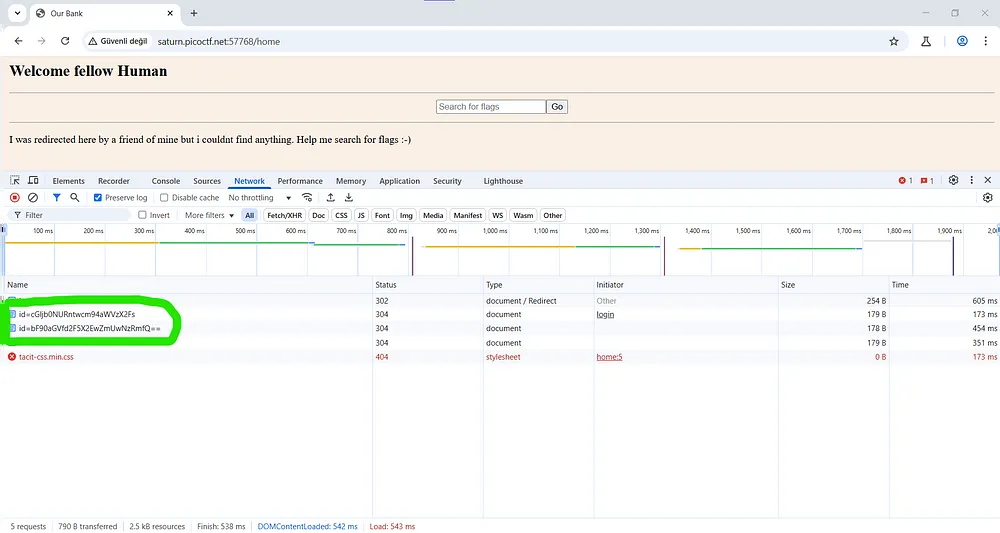 Our Bank
Güvenli değil saturn.picoctf.net:57768/home
Welcome fellow Human
Search for flags Go
I was redirected here by a friend of mine but i couldnt find anything. Help me search for flags :-)
Elements Recorder Console Sources Network Performance Memory Application Security Lighthouse 1 1
Preserve log Disable cache No throttling
Filter Invert More filters All Fetch/XHR Doc CSS JS Font Img Media Manifest WS Wasm Other
100 ms 200 ms 300 ms 400 ms 500 ms 600 ms 700 ms 800 ms 900 ms 1,000 ms 1,100 ms 1,200 ms 1,300 ms 1,400 ms 1,500 ms 1,600 ms 1,700 ms 1,800 ms 1,900 ms
Name Status Type Initiator Size Time
302 document / Redirect Other 254 B 605 ms
id=cGljb0NURntwcm94aWVzX2Fs 304 document login 179 B 173 ms
id=bF90aGVfd2F5X2EwZmUwNzRmfQ== 304 document 178 B 454 ms
304 document 179 B 351 ms
tacit-css.min.css 404 stylesheet home:5 0 B 173 ms
5 requests 790 B transferred 2.5 kB resources Finish: 538 ms DOMContentLoaded: 542 ms Load: 543 ms